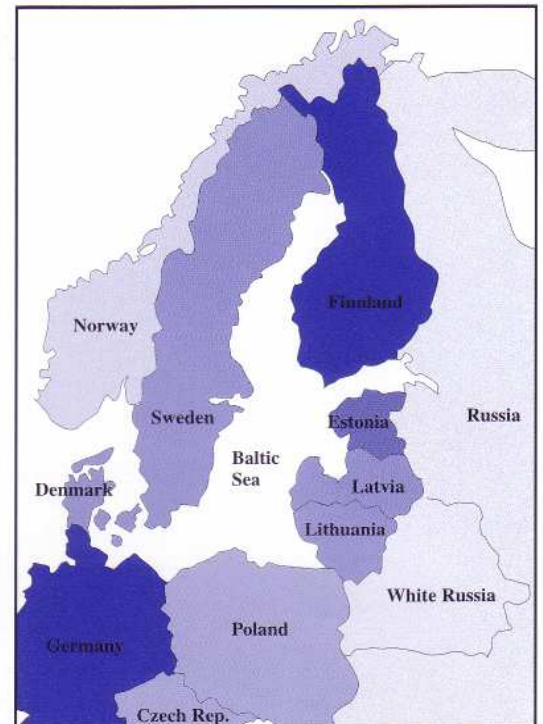 Finnland
Norway
Sweden
Estonia
Russia
Baltic
Sea
Denmark
Latvia
Lithuania
White Russia
Poland
Germany
Czech Rep.